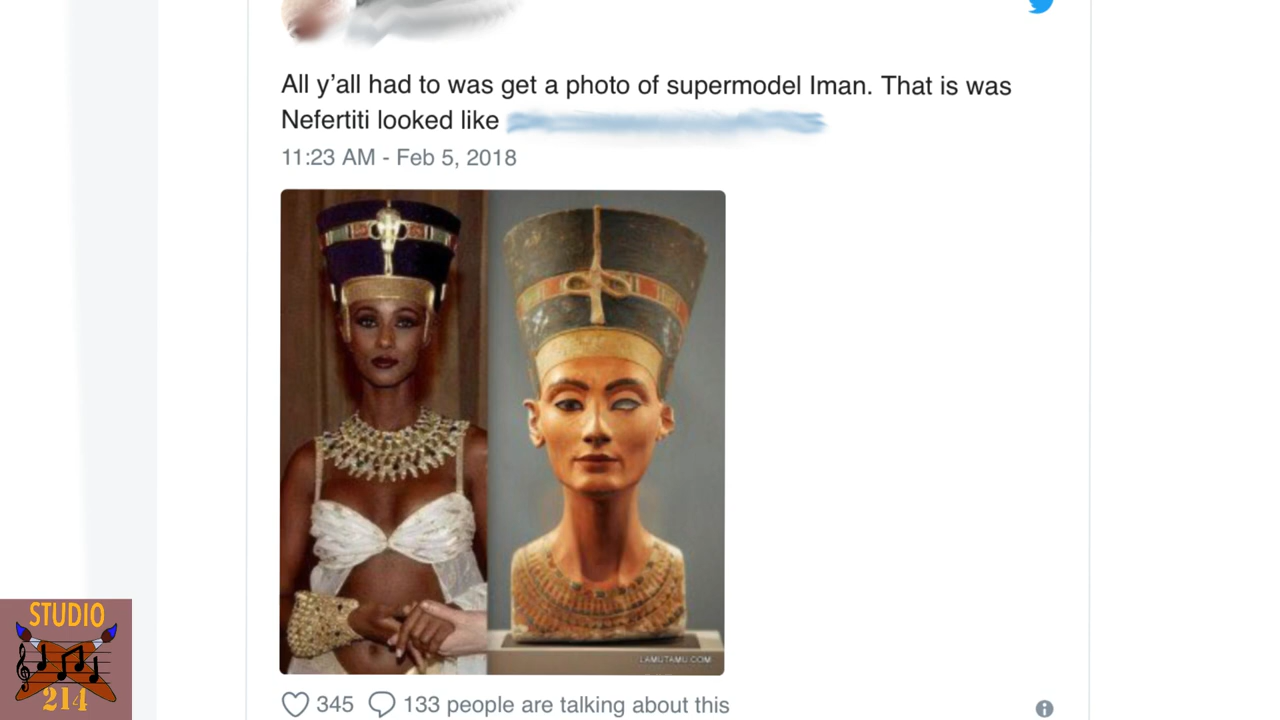 All y’all had to was get a photo of supermodel Iman. That is was
Nefertiti looked like
11:23 AM - Feb 5, 2018
LAMUTAMU.COM
345
133 people are talking about this
STUDIO
214